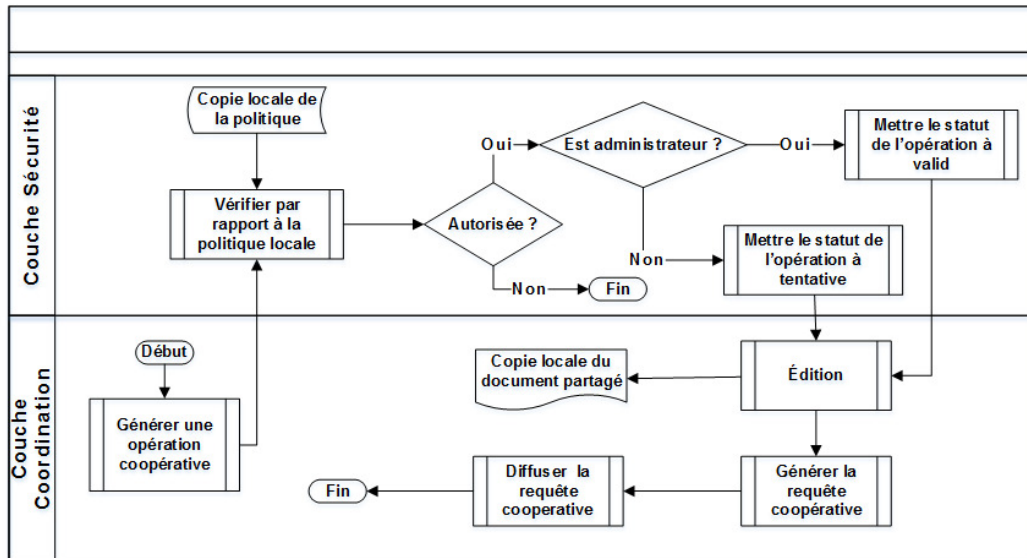 Couche Sécurité
Copie locale de
la politique
Vérifier par
rapport à la
politique locale
Autorisée ?
Oui
Est administrateur ?
Oui
Mettre le statut
de l'opération à
valid
Non
Mettre le statut de
l'opération à
tentative
Non
Fin
Couche
Coordination
Début
Générer une
opération
coopérative
Copie locale du
document partagé
Édition
Fin
Diffuser la
requête
cooperative
Générer la
requête
coopérative